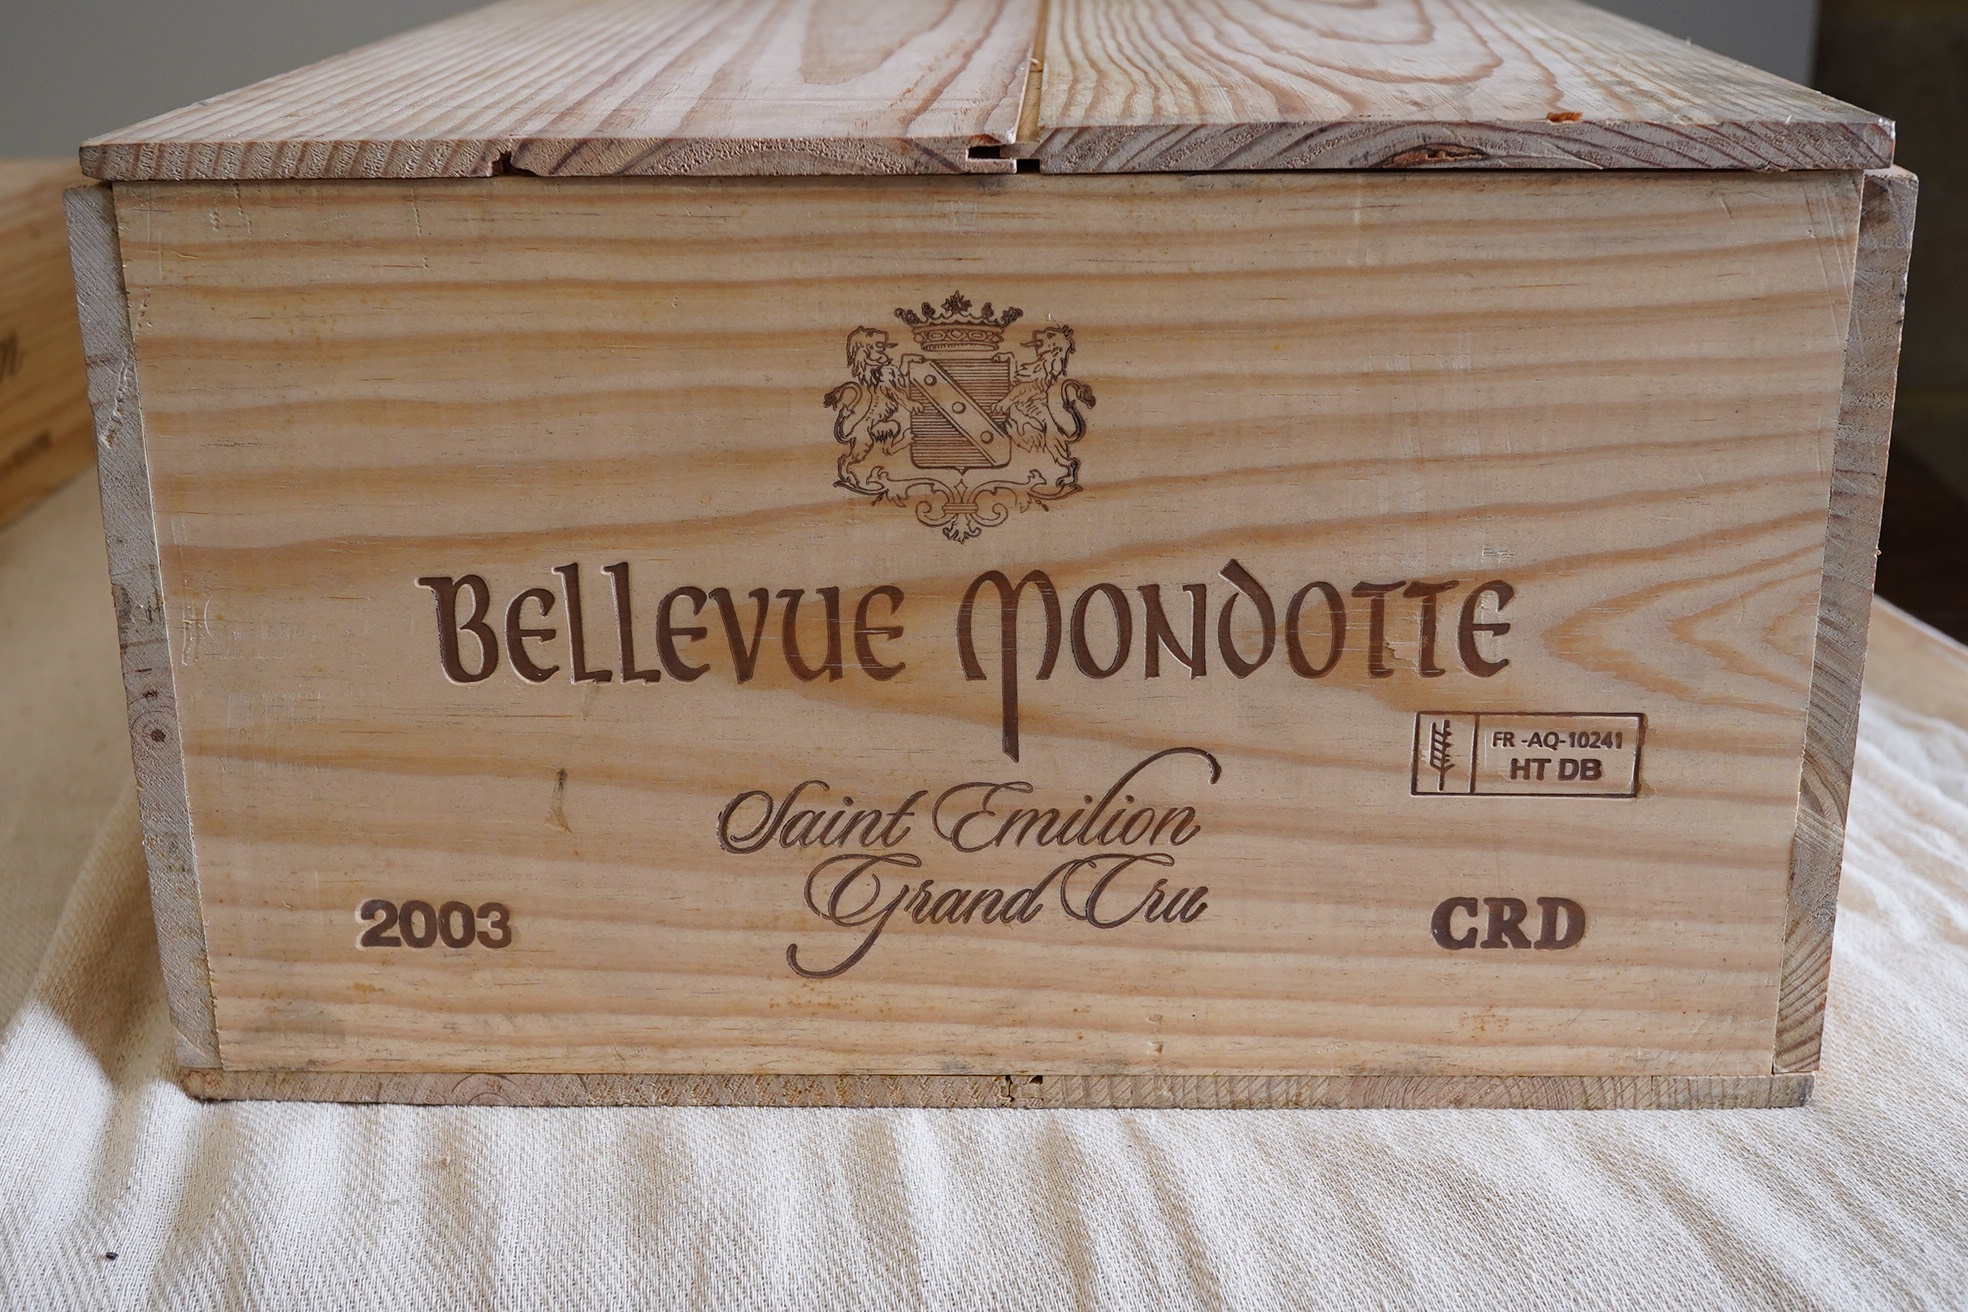 BELLEVUE MONDOTTE
FR -AQ-10241
HT DB
Saint Emilion
Grand Cru
2003
CRD